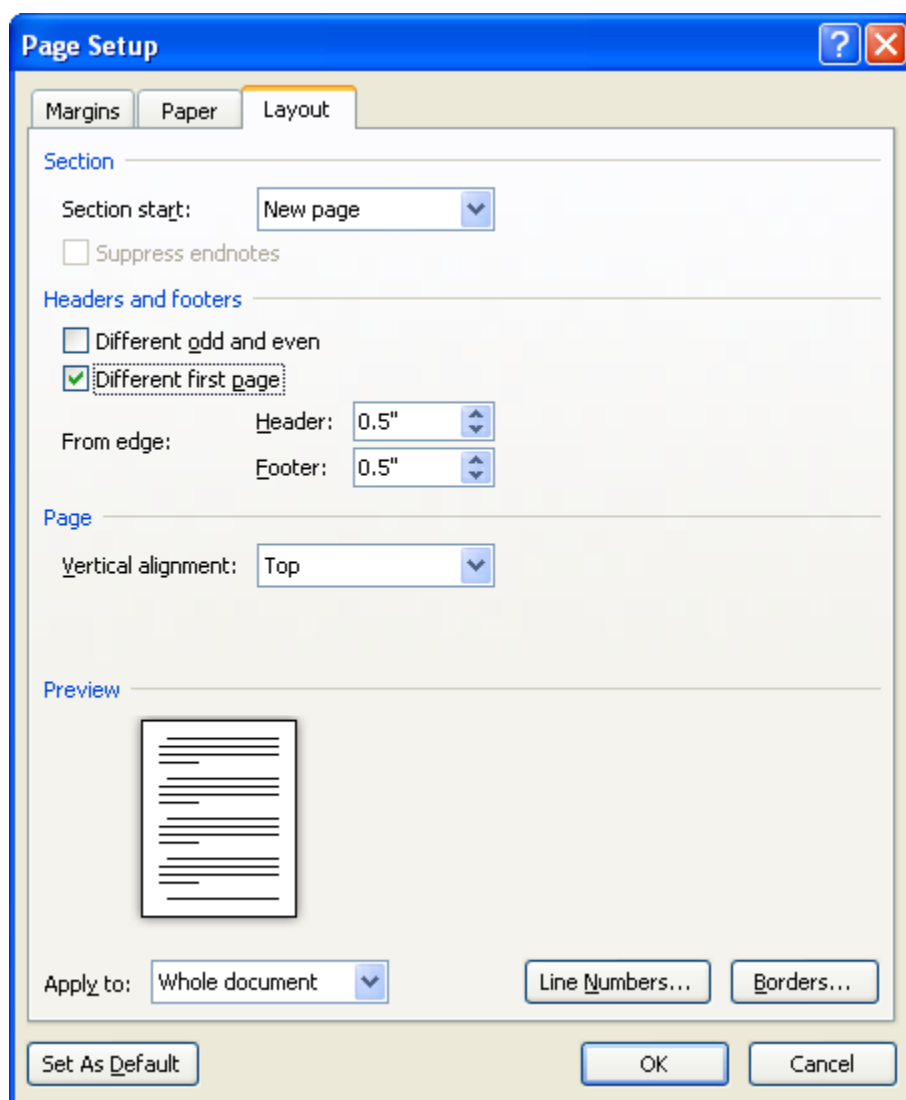 Page Setup
Margins Paper Layout
Section
Section start: New page
Suppress endnotes
Headers and footers
Different odd and even
Different first page
From edge:
Header: 0.5"
Footer: 0.5"
Page
Vertical alignment: Top
Preview
Apply to: Whole document Line Numbers... Borders...
Set As Default OK Cancel